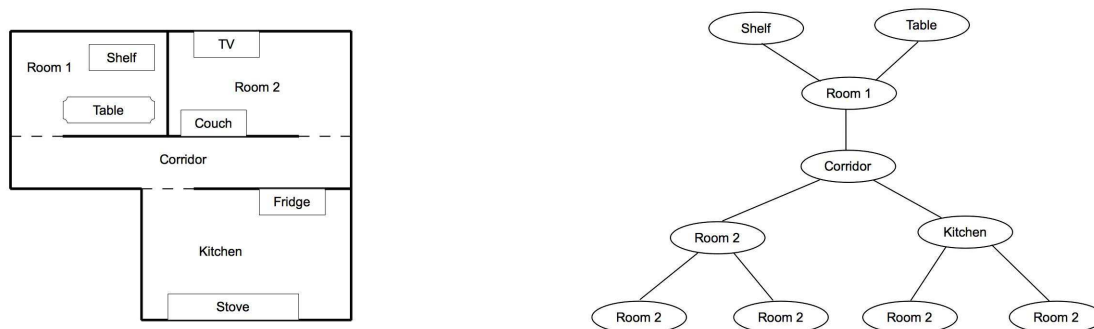 TV
Shelf
Room 1
Room 2
Table
Couch
Corridor
Fridge
Kitchen
Stove
Shelf
Table
Room 1
Corridor
Room 2
Kitchen
Room 2
Room 2
Room 2
Room 2